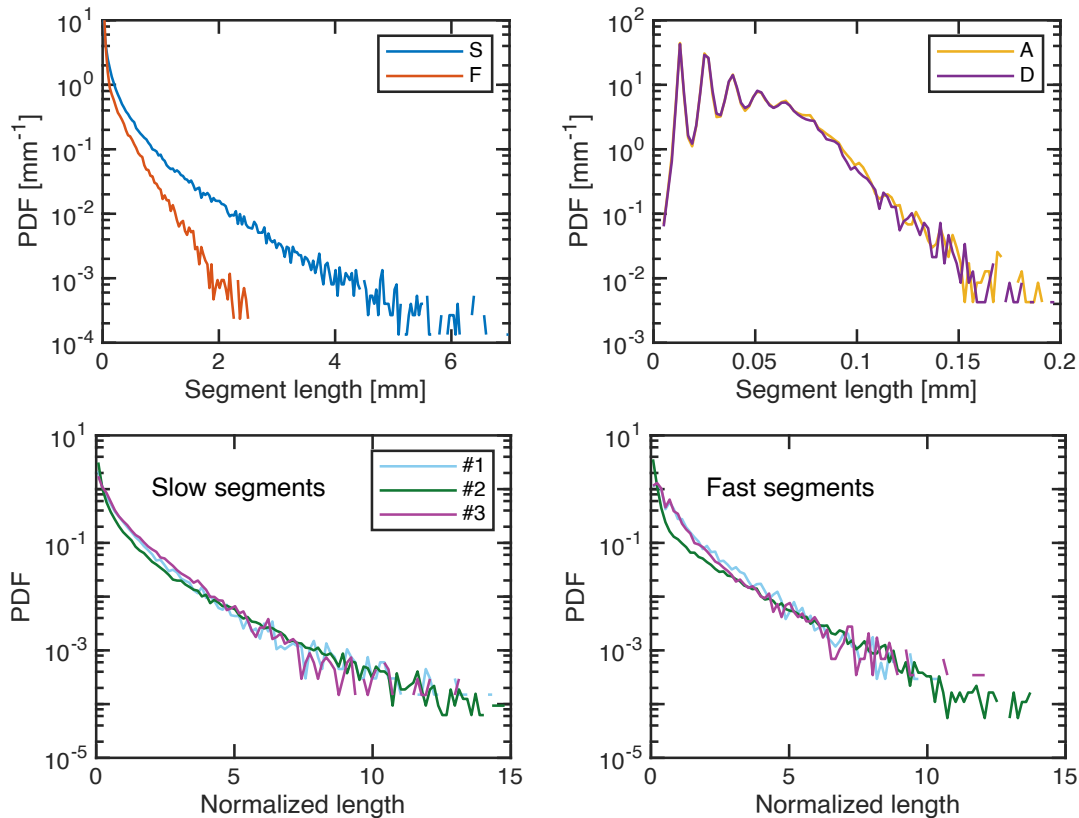 10^1
10^0
10^-1
10^-2
10^-3
10^-4
PDF [mm^-1]
0 2 4 6
Segment length [mm]
S
F
10^2
10^1
10^0
10^-1
10^-2
10^-3
PDF [mm^-1]
0 0.05 0.1 0.15 0.2
Segment length [mm]
A
D
10^1
10^-1
10^-3
10^-5
PDF
0 5 10 15
Normalized length
Slow segments
#1
#2
#3
10^1
10^-1
10^-3
10^-5
PDF
0 5 10 15
Normalized length
Fast segments